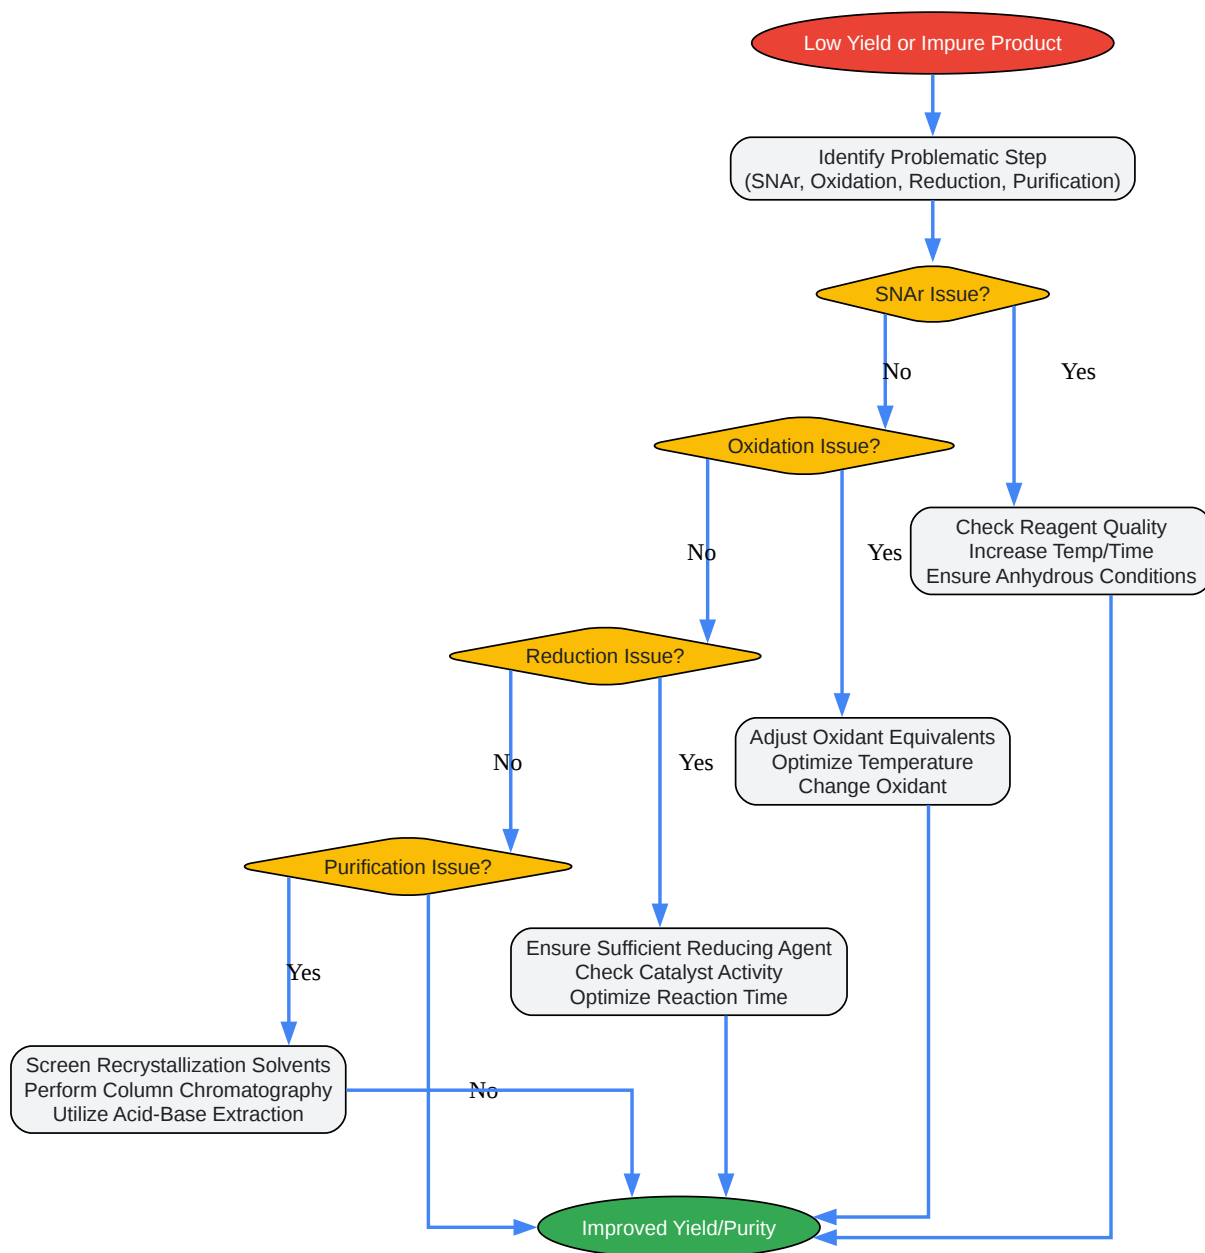 Low Yield or Impure Product
Identify Problematic Step
(SNAr, Oxidation, Reduction, Purification)
SNAr Issue?
No
Yes
Oxidation Issue?
No
Yes
Check Reagent Quality
Increase Temp/Time
Ensure Anhydrous Conditions
Reduction Issue?
No
Yes
Adjust Oxidant Equivalents
Optimize Temperature
Change Oxidant
Purification Issue?
Yes
Ensure Sufficient Reducing Agent
Check Catalyst Activity
Optimize Reaction Time
Screen Recrystallization Solvents
Perform Column Chromatography
Utilize Acid-Base Extraction
No
Improved Yield/Purity